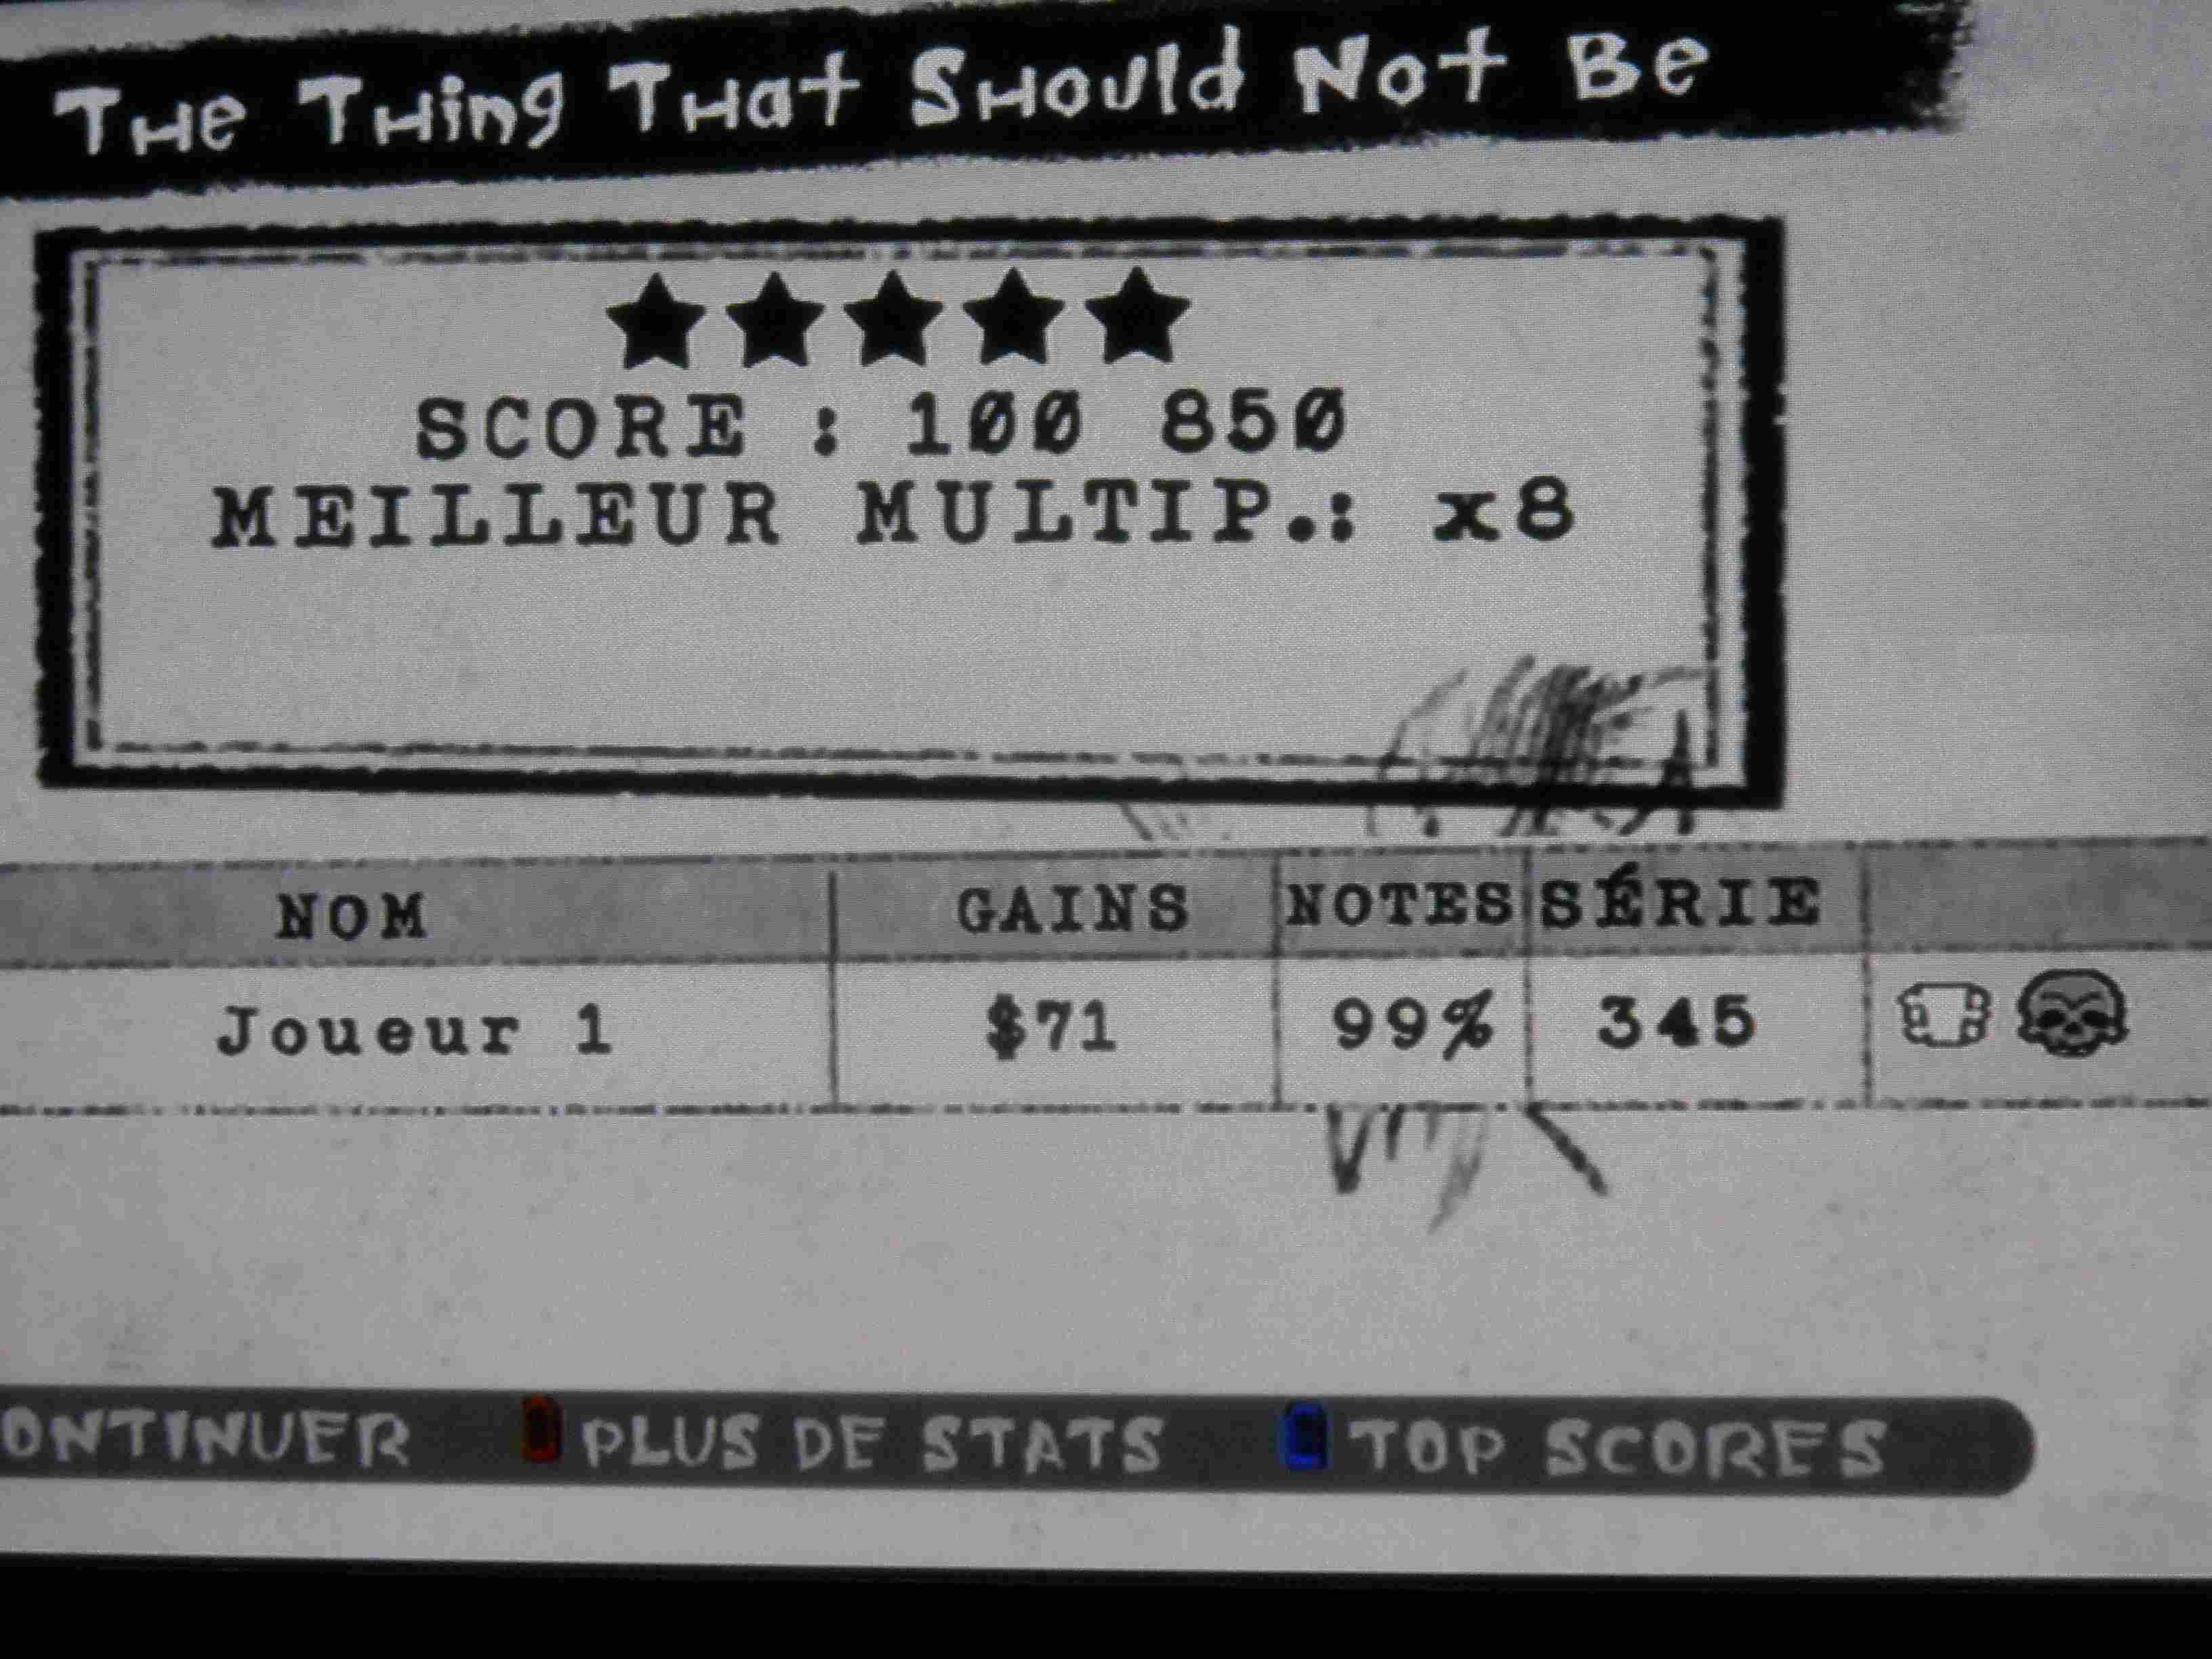 The Thing That Should Not Be
SCORE : 100 850
MEILLEUR MULTIP.: x8
NOM GAINS NOTES SÉRIE
Joueur 1 $71 99% 345
ONTINUER PLUS DE STATS TOP SCORES